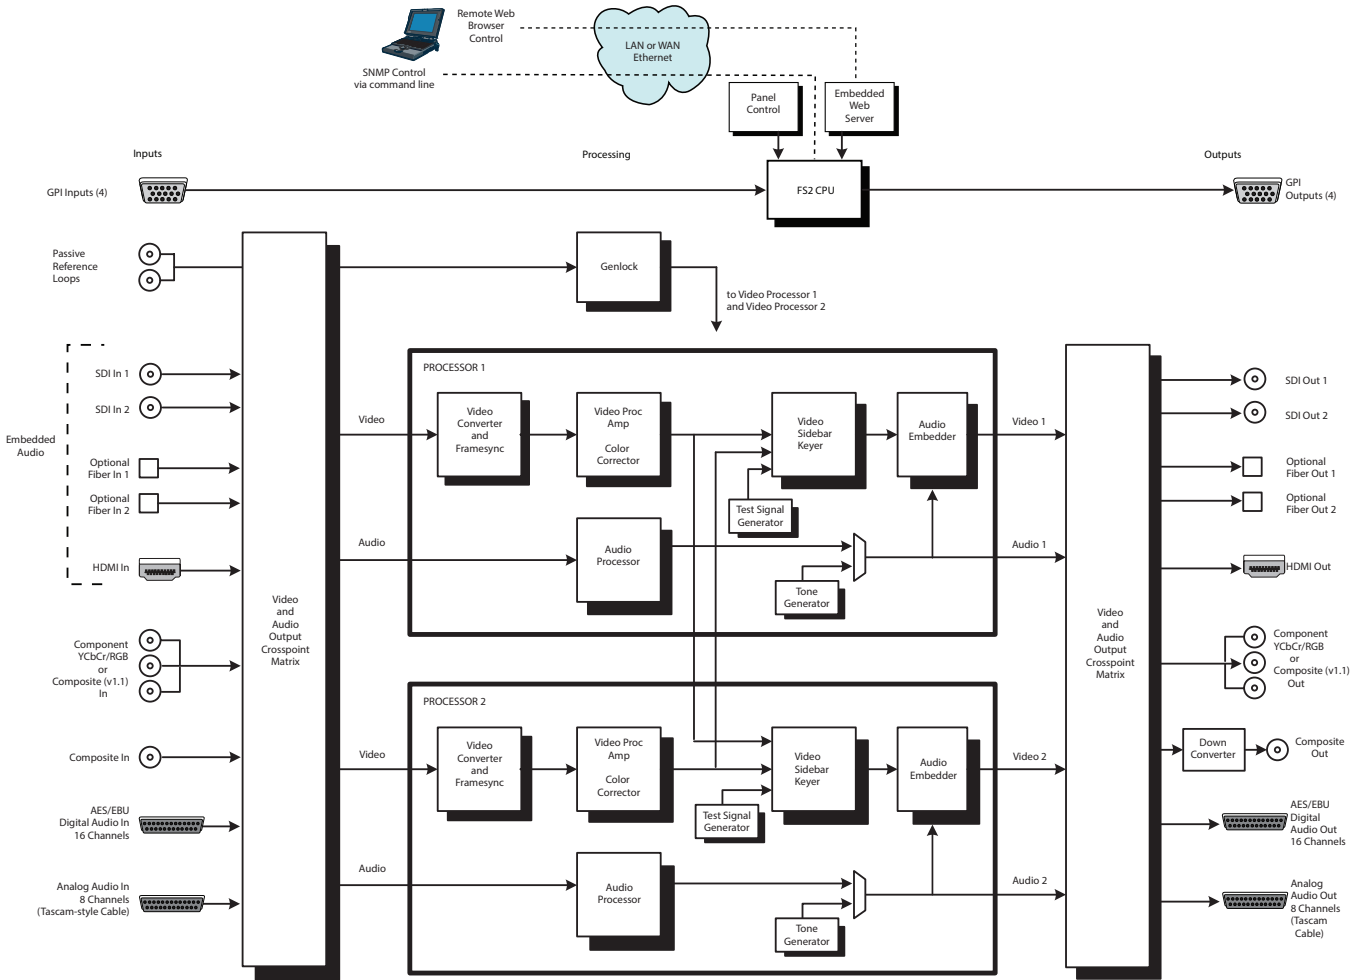 Remote Web
Browser
Control
SNMP Control
via command line
LAN or WAN
Ethernet
Panel
Control
Embedded
Web
Server
Inputs
Processing
Outputs
GPI Inputs (4)
FS2 CPU
GPI
Outputs (4)
Passive
Reference
Loops
Genlock
to Video Processor 1
and Video Processor 2
Embedded
Audio
SDI In 1
SDI In 2
Optional
Fiber In 1
Optional
Fiber In 2
HDMI In
Component
YCbCr/RGB
or
Composite (v1.1)
In
Composite In
AES/EBU
Digital Audio In
16 Channels
Analog Audio In
8 Channels
(Tascam-style Cable)
Video
and
Audio
Output
Crosspoint
Matrix
PROCESSOR 1
Video
Video
Converter
and
Framesync
Video Proc
Amp
Color
Corrector
Video
Sidebar
Keyer
Audio
Embedder
Video 1
Test Signal
Generator
Audio
Audio
Processor
Tone
Generator
Audio 1
PROCESSOR 2
Video
Video
Converter
and
Framesync
Video Proc
Amp
Color
Corrector
Video
Sidebar
Keyer
Audio
Embedder
Video 2
Test Signal
Generator
Audio
Audio
Processor
Tone
Generator
Audio 2
Video
and
Audio
Output
Crosspoint
Matrix
SDI Out 1
SDI Out 2
Optional
Fiber Out 1
Optional
Fiber Out 2
HDMI Out
Component
YCbCr/RGB
or
Composite (v1.1)
Out
Down
Converter
Composite
Out
AES/EBU
Digital
Audio Out
16 Channels
Analog
Audio Out
8 Channels
(Tascam
Cable)